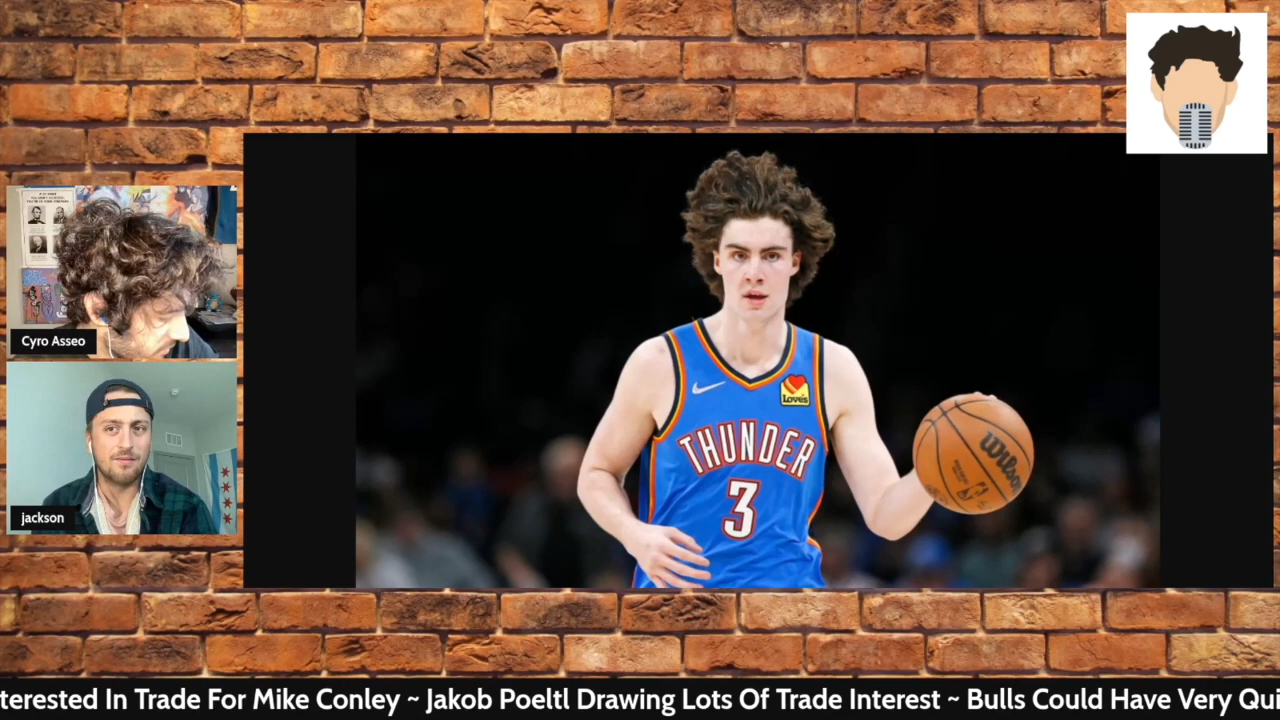 Cyro Asseo
jackson
Love's
THUNDER
3
Wilson
terested In Trade For Mike Conley ~ Jakob Poeltl Drawing Lots Of Trade Interest ~ Bulls Could Have Very Qui